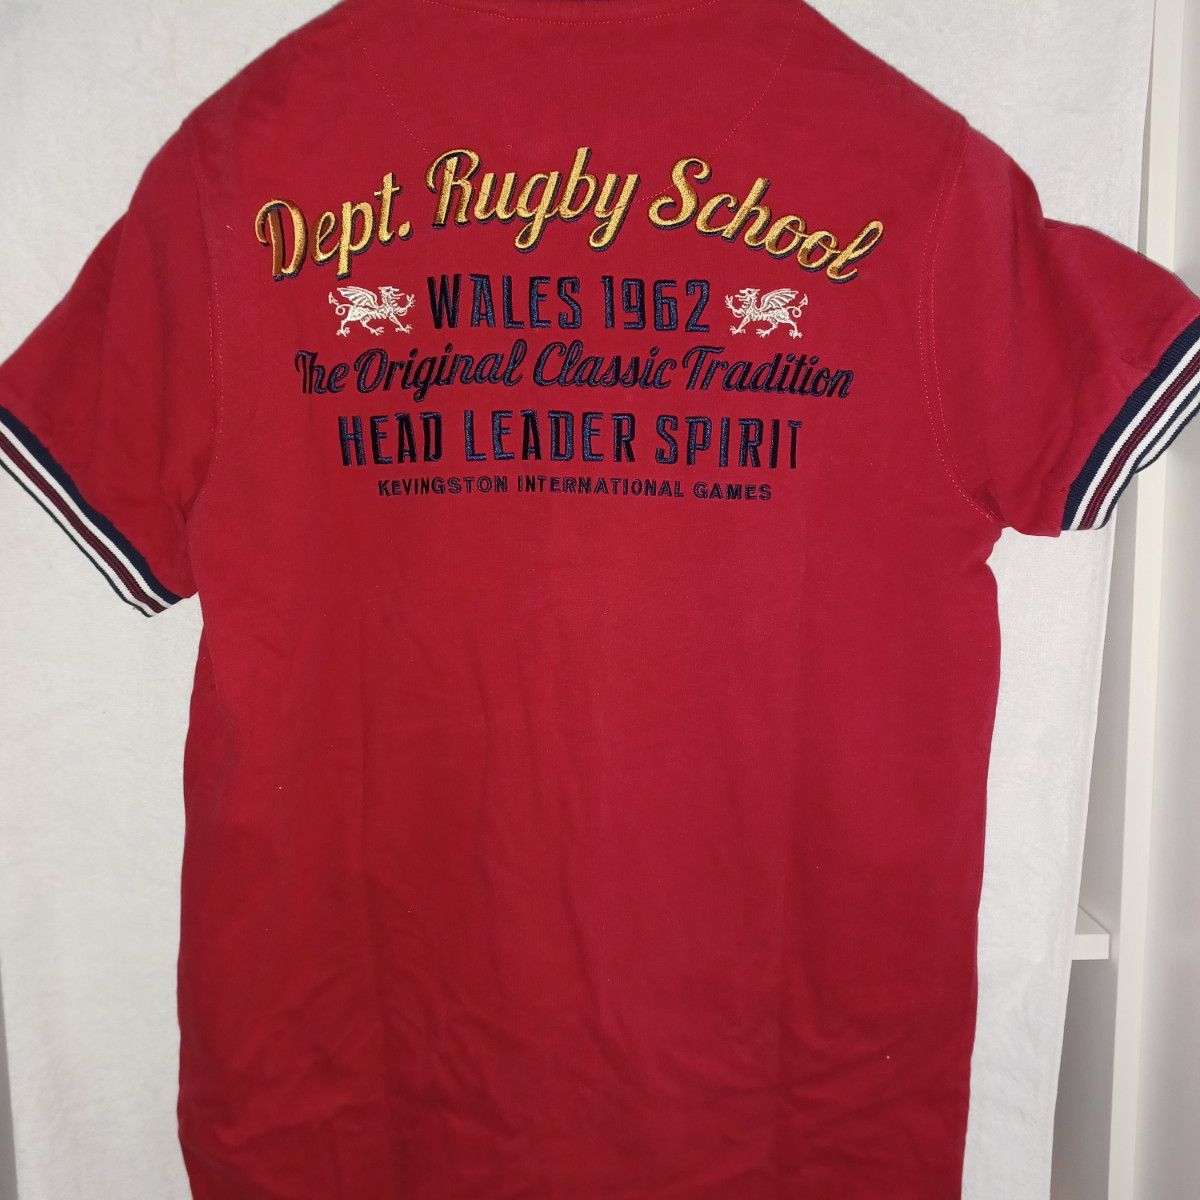 Dept. Rugby School
WALES 1962
The Original Classic Tradition
HEAD LEADER SPIRIT
KEVINGSTON INTERNATIONAL GAMES